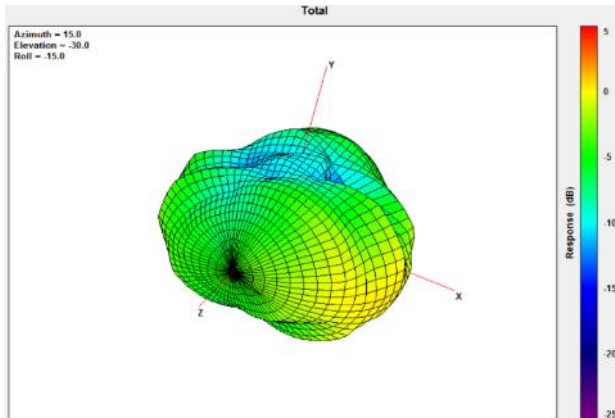 Total
Azimuth = 15.0
Elevation = -30.0
Roll = -15.0
Y
X
Z
5
0
-5
-10
-15
-20
-25
Response (dB)